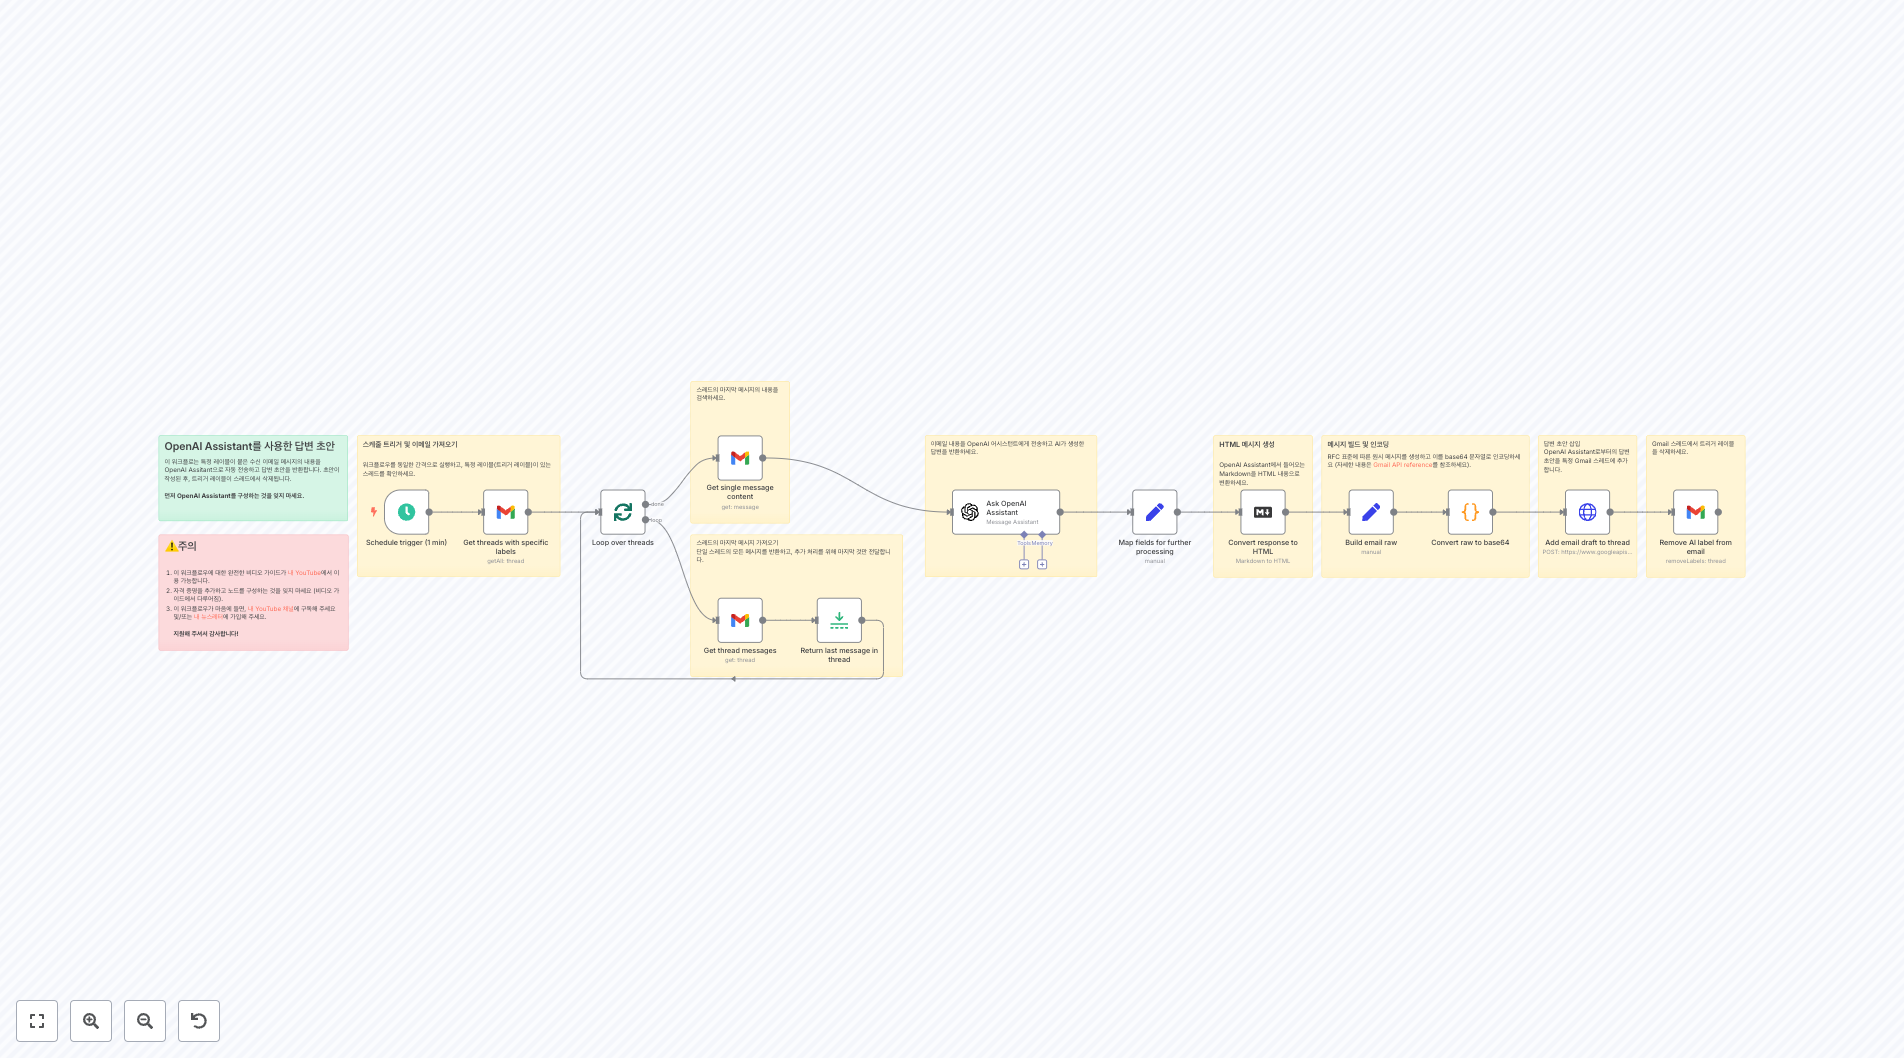 OpenAI Assistant를 사용한 답변 초안
이 워크플로는 특정 레이블이 붙은 수신 이메일 메시지의 내용을
OpenAI Assitant으로 자동 전송하고 답변 초안을 반환합니다. 초안이
작성된 후, 트리거 레이블이 스레드에서 삭제됩니다.
먼저 OpenAI Assistant를 구성하는 것을 잊지 마세요.
⚠️주의
1. 이 워크플로우에 대한 완전한 비디오 가이드가 내 YouTube에서 이
용 가능합니다.
2. 자격 증명을 추가하고 노드를 구성하는 것을 잊지 마세요 (비디오 가
이드에서 다루어짐).
3. 이 워크플로우가 마음에 들면, 내 YouTube 채널에 구독해 주세요
및/또는 내 뉴스레터에 가입해 주세요.
지원해 주셔서 감사합니다!
스케줄 트리거 및 이메일 가져오기
워크플로우를 동일한 간격으로 실행하고, 특정 레이블(트리거 레이블)이 있는
스레드를 확인하세요.
Schedule trigger (1 min)
Get threads with specific
labels
getAll: thread
Loop over threads
done
loop
스레드의 마지막 메시지의 내용을
검색하세요.
Get single message
content
get: message
스레드의 마지막 메시지 가져오기
단일 스레드의 모든 메시지를 반환하고, 추가 처리를 위해 마지막 것만 전달합니
다.
Get thread messages
get: thread
Return last message in
thread
이메일 내용을 OpenAI 어시스턴트에게 전송하고 AI가 생성한
답변을 반환하세요.
Ask OpenAI
Assistant
Message Assistant
Tools
Memory
Map fields for further
processing
manual
HTML 메시지 생성
OpenAI Assistant에서 들어오는
Markdown을 HTML 내용으로
변환하세요.
Convert response to
HTML
Markdown to HTML
메시지 빌드 및 인코딩
RFC 표준에 따른 원시 메시지를 생성하고 이를 base64 문자열로 인코딩하세
요 (자세한 내용은 Gmail API reference를 참조하세요).
Build email raw
manual
Convert raw to base64
답변 초안 삽입
OpenAI Assistant로부터의 답변
초안을 특정 Gmail 스레드에 추가
합니다.
Add email draft to thread
POST: https://www.googleapis...
Gmail 스레드에서 트리거 레이블
을 삭제하세요.
Remove AI label from
email
removeLabels: thread